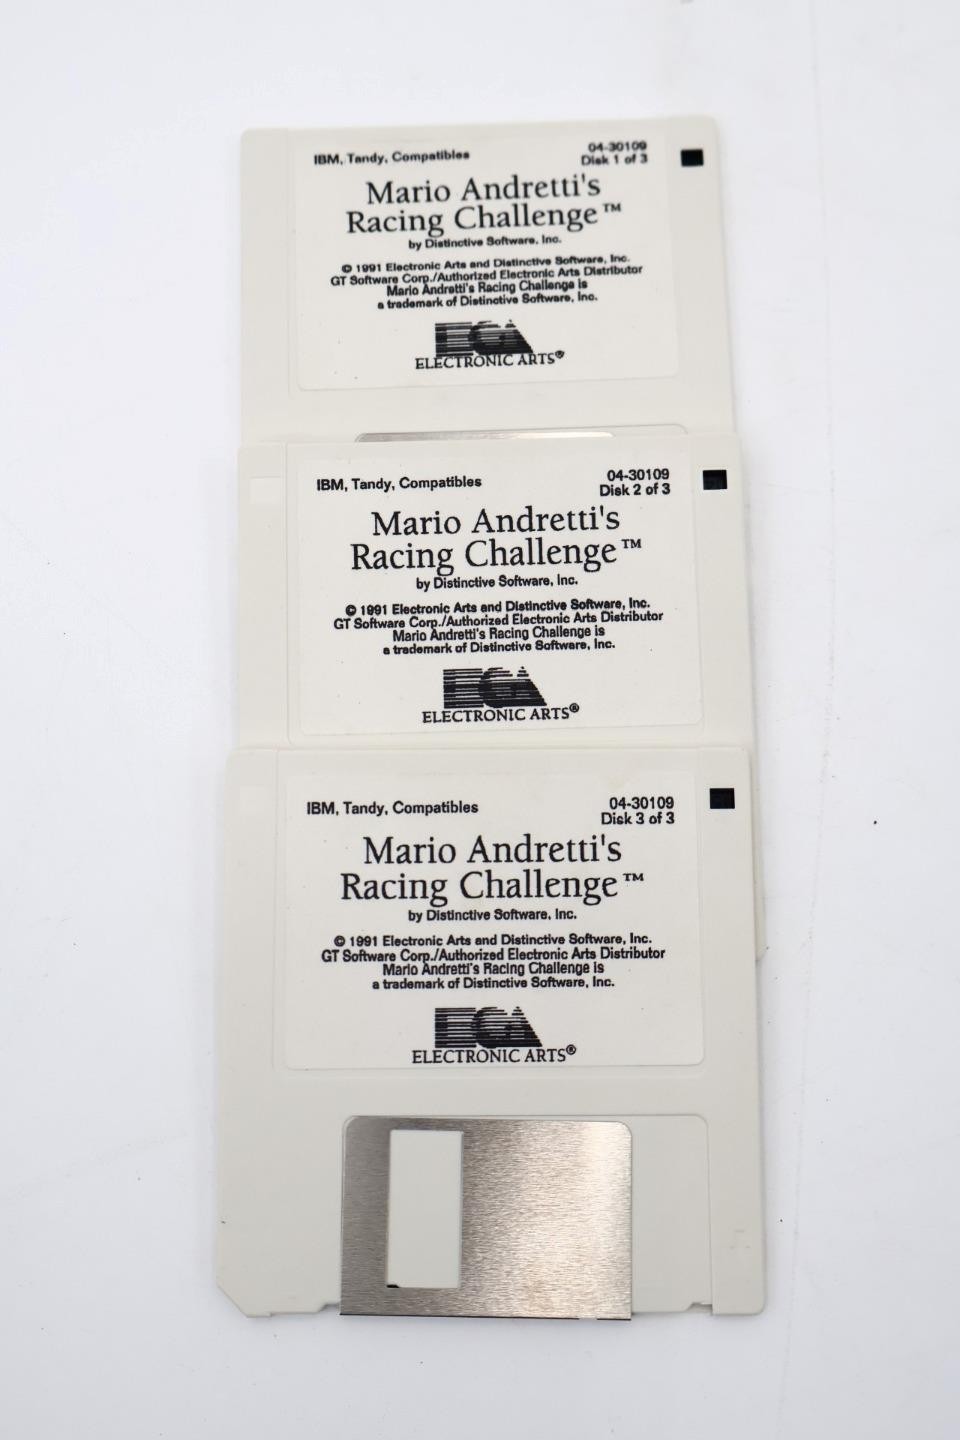 IBM, Tandy, Compatibles
04-30109
Disk 1 of 3
Mario Andretti's
Racing Challenge™
by Distinctive Software, Inc.
© 1991 Electronic Arts and Distinctive Software, Inc.
GT Software Corp./Authorized Electronic Arts Distributor
Mario Andretti's Racing Challenge is
a trademark of Distinctive Software, Inc.
ELECTRONIC ARTS®
IBM, Tandy, Compatibles
04-30109
Disk 2 of 3
Mario Andretti's
Racing Challenge™
by Distinctive Software, Inc.
© 1991 Electronic Arts and Distinctive Software, Inc.
GT Software Corp./Authorized Electronic Arts Distributor
Mario Andretti's Racing Challenge is
a trademark of Distinctive Software, Inc.
ELECTRONIC ARTS®
IBM, Tandy, Compatibles
04-30109
Disk 3 of 3
Mario Andretti's
Racing Challenge™
by Distinctive Software, Inc.
© 1991 Electronic Arts and Distinctive Software, Inc.
GT Software Corp./Authorized Electronic Arts Distributor
Mario Andretti's Racing Challenge is
a trademark of Distinctive Software, Inc.
ELECTRONIC ARTS®